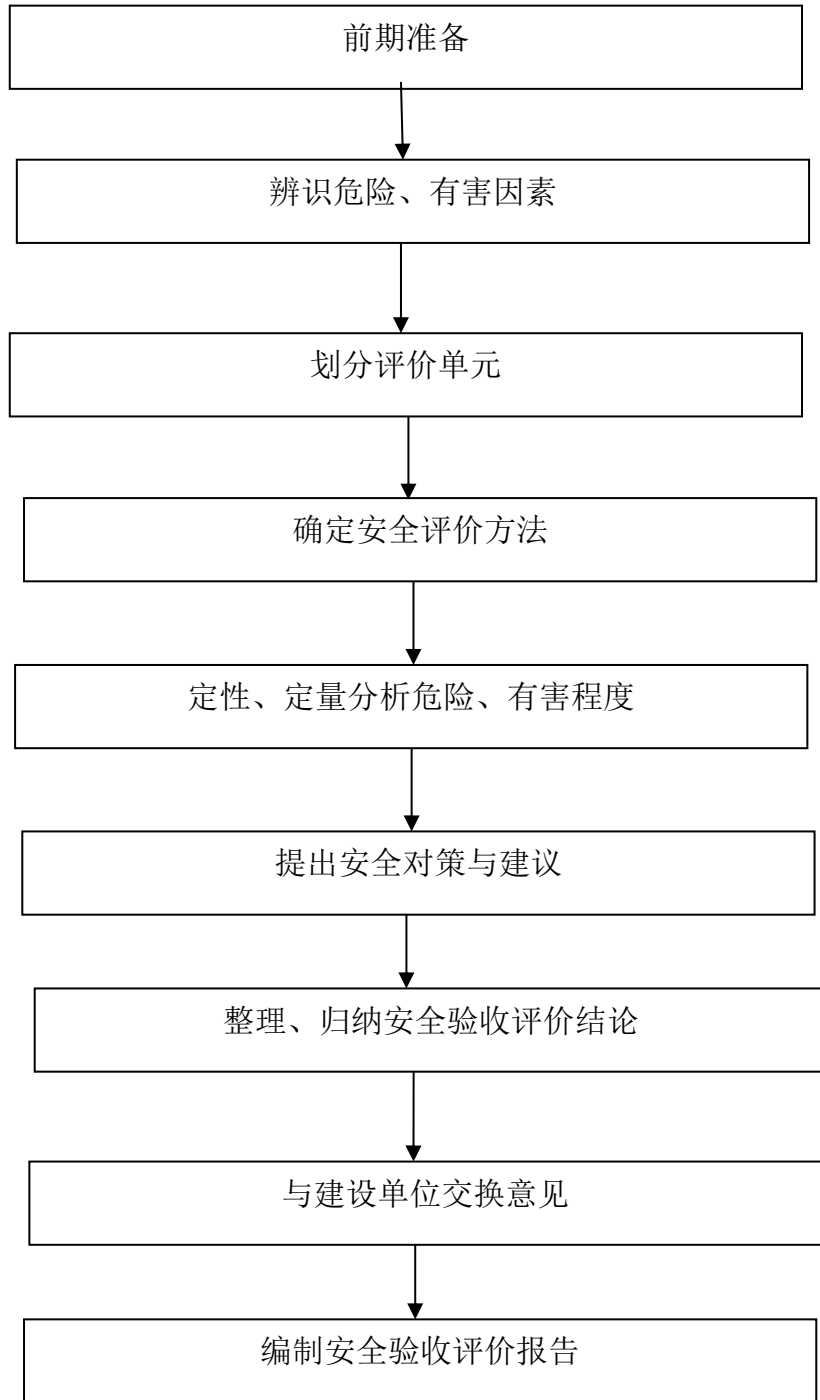 前期准备
辨识危险、有害因素
划分评价单元
确定安全评价方法
定性、定量分析危险、有害程度
提出安全对策与建议
整理、归纳安全验收评价结论
与建设单位交换意见
编制安全验收评价报告